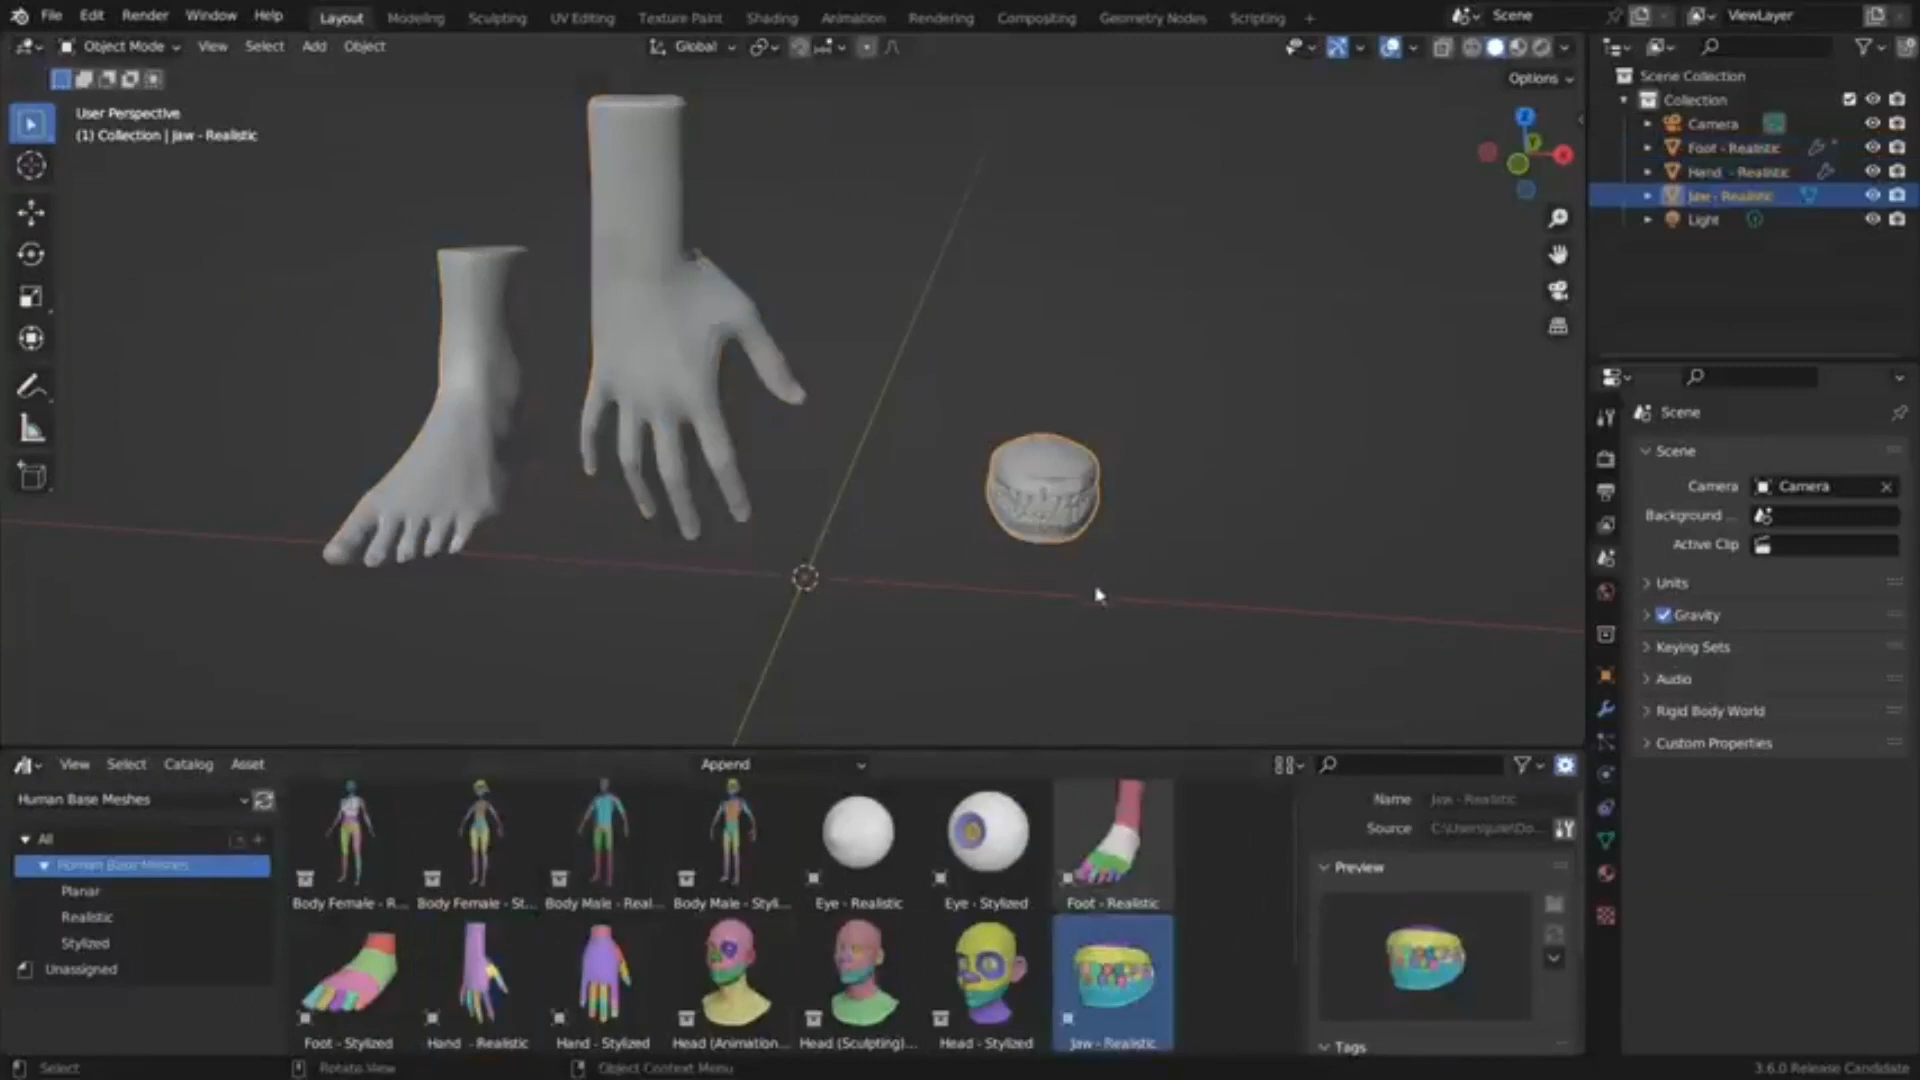 File Edit Render Window Help Layout Modeling Sculpting UV Editing Texture Paint Shading Animation Rendering Compositing Geometry Nodes Scripting + Scene ViewLayer
Object Mode View Select Add Object Global
Options
User Perspective
(1) Collection | Jaw - Realistic
Scene Collection
Collection
Camera
Foot - Realistic
Hand - Realistic
Jaw - Realistic
Light
Scene
Scene
Camera Camera
Background ...
Active Clip
Units
Gravity
Keying Sets
Audio
Rigid Body World
Custom Properties
View Select Catalog Asset Append
Human Base Meshes
All
Human Base Meshes
Planar
Realistic
Stylized
Unassigned
Body Female - R... Body Female - St... Body Male - Real... Body Male - Styli... Eye - Realistic Eye - Stylized Foot - Realistic
Foot - Stylized Hand - Realistic Hand - Stylized Head (Animation... Head (Sculpting)... Head - Stylized Jaw - Realistic
Name Jaw - Realistic
Source C:\Users\
Preview
Tags
Select Rotate View Object Context Menu 3.6.0 Release Candidate